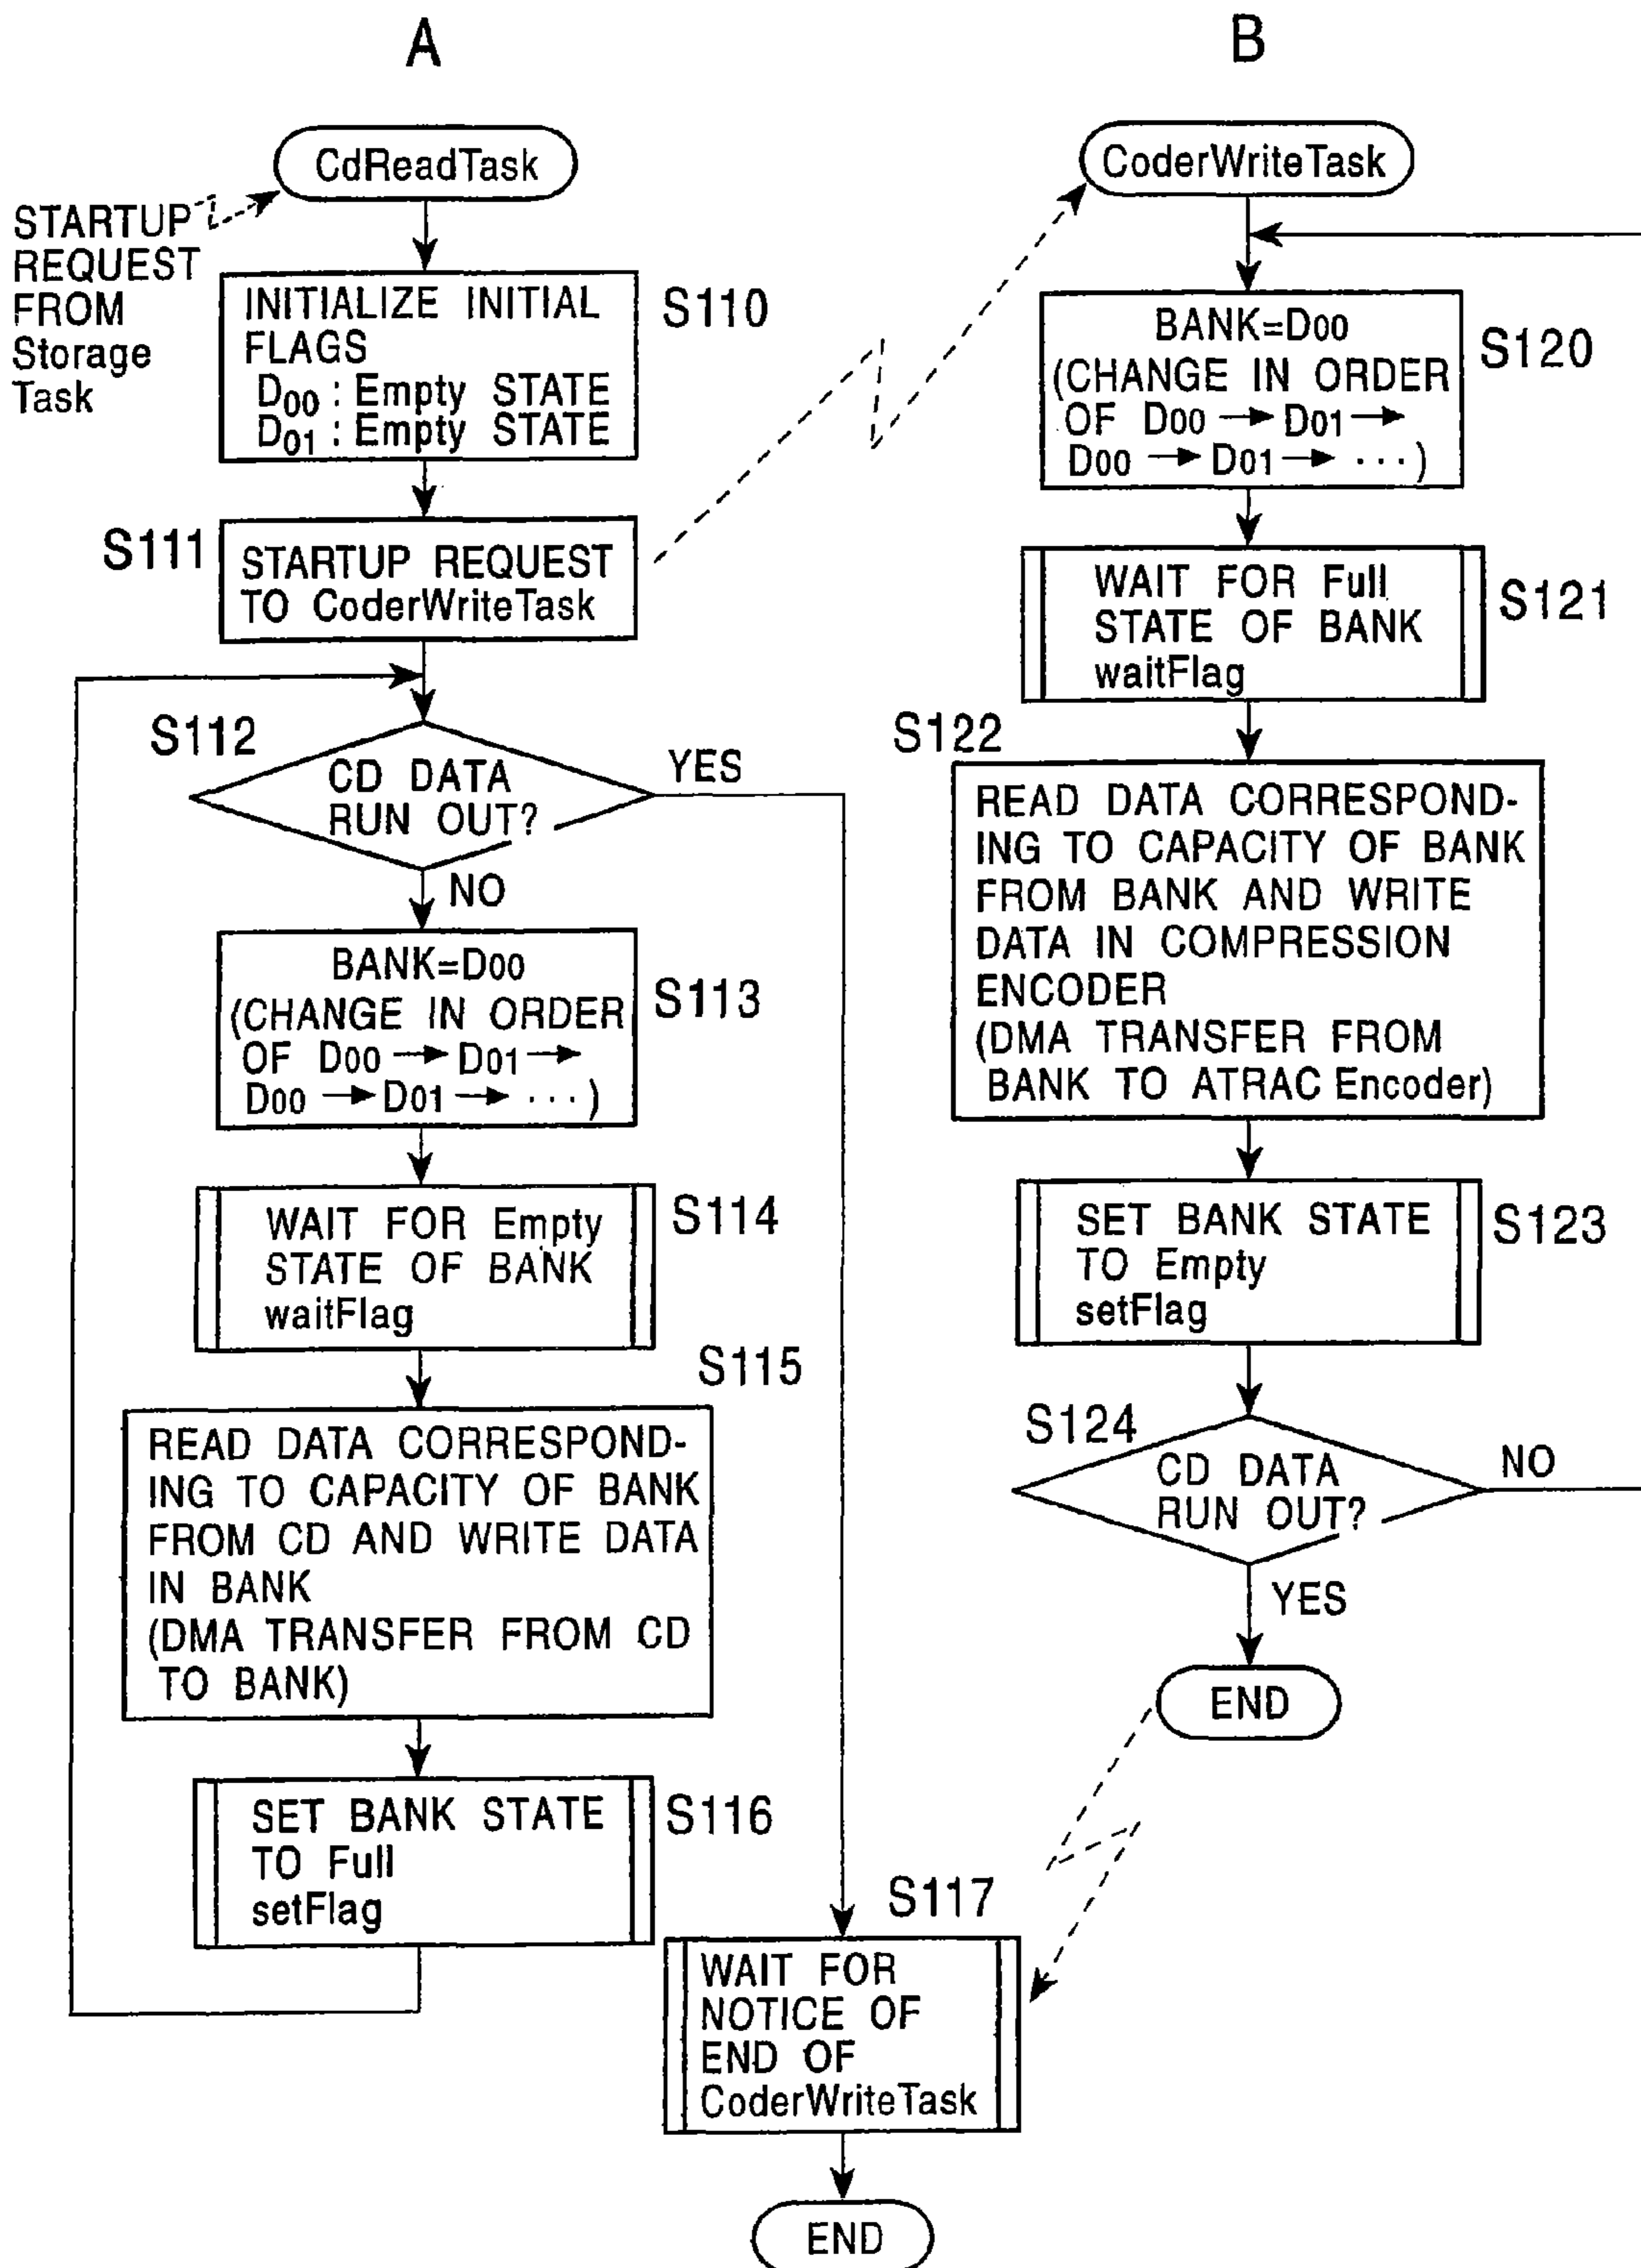 A
CdReadTask
STARTUP
REQUEST
FROM
Storage
Task
INITIALIZE INITIAL
FLAGS
D00 : Empty STATE
D01 : Empty STATE
S110
S111
STARTUP REQUEST
TO CoderWriteTask
S112
CD DATA
RUN OUT?
YES
NO
BANK=D00
(CHANGE IN ORDER
OF D00 → D01 →
D00 → D01 → ···)
S113
WAIT FOR Empty
STATE OF BANK
waitFlag
S114
S115
READ DATA CORRESPOND-
ING TO CAPACITY OF BANK
FROM CD AND WRITE DATA
IN BANK
(DMA TRANSFER FROM CD
TO BANK)
SET BANK STATE
TO Full
setFlag
S116
S117
WAIT FOR
NOTICE OF
END OF
CoderWriteTask
END
B
CoderWriteTask
BANK=D00
(CHANGE IN ORDER
OF D00 → D01 →
D00 → D01 → ···)
S120
WAIT FOR Full
STATE OF BANK
waitFlag
S121
S122
READ DATA CORRESPOND-
ING TO CAPACITY OF BANK
FROM BANK AND WRITE
DATA IN COMPRESSION
ENCODER
(DMA TRANSFER FROM
BANK TO ATRAC Encoder)
SET BANK STATE
TO Empty
setFlag
S123
S124
CD DATA
RUN OUT?
NO
YES
END